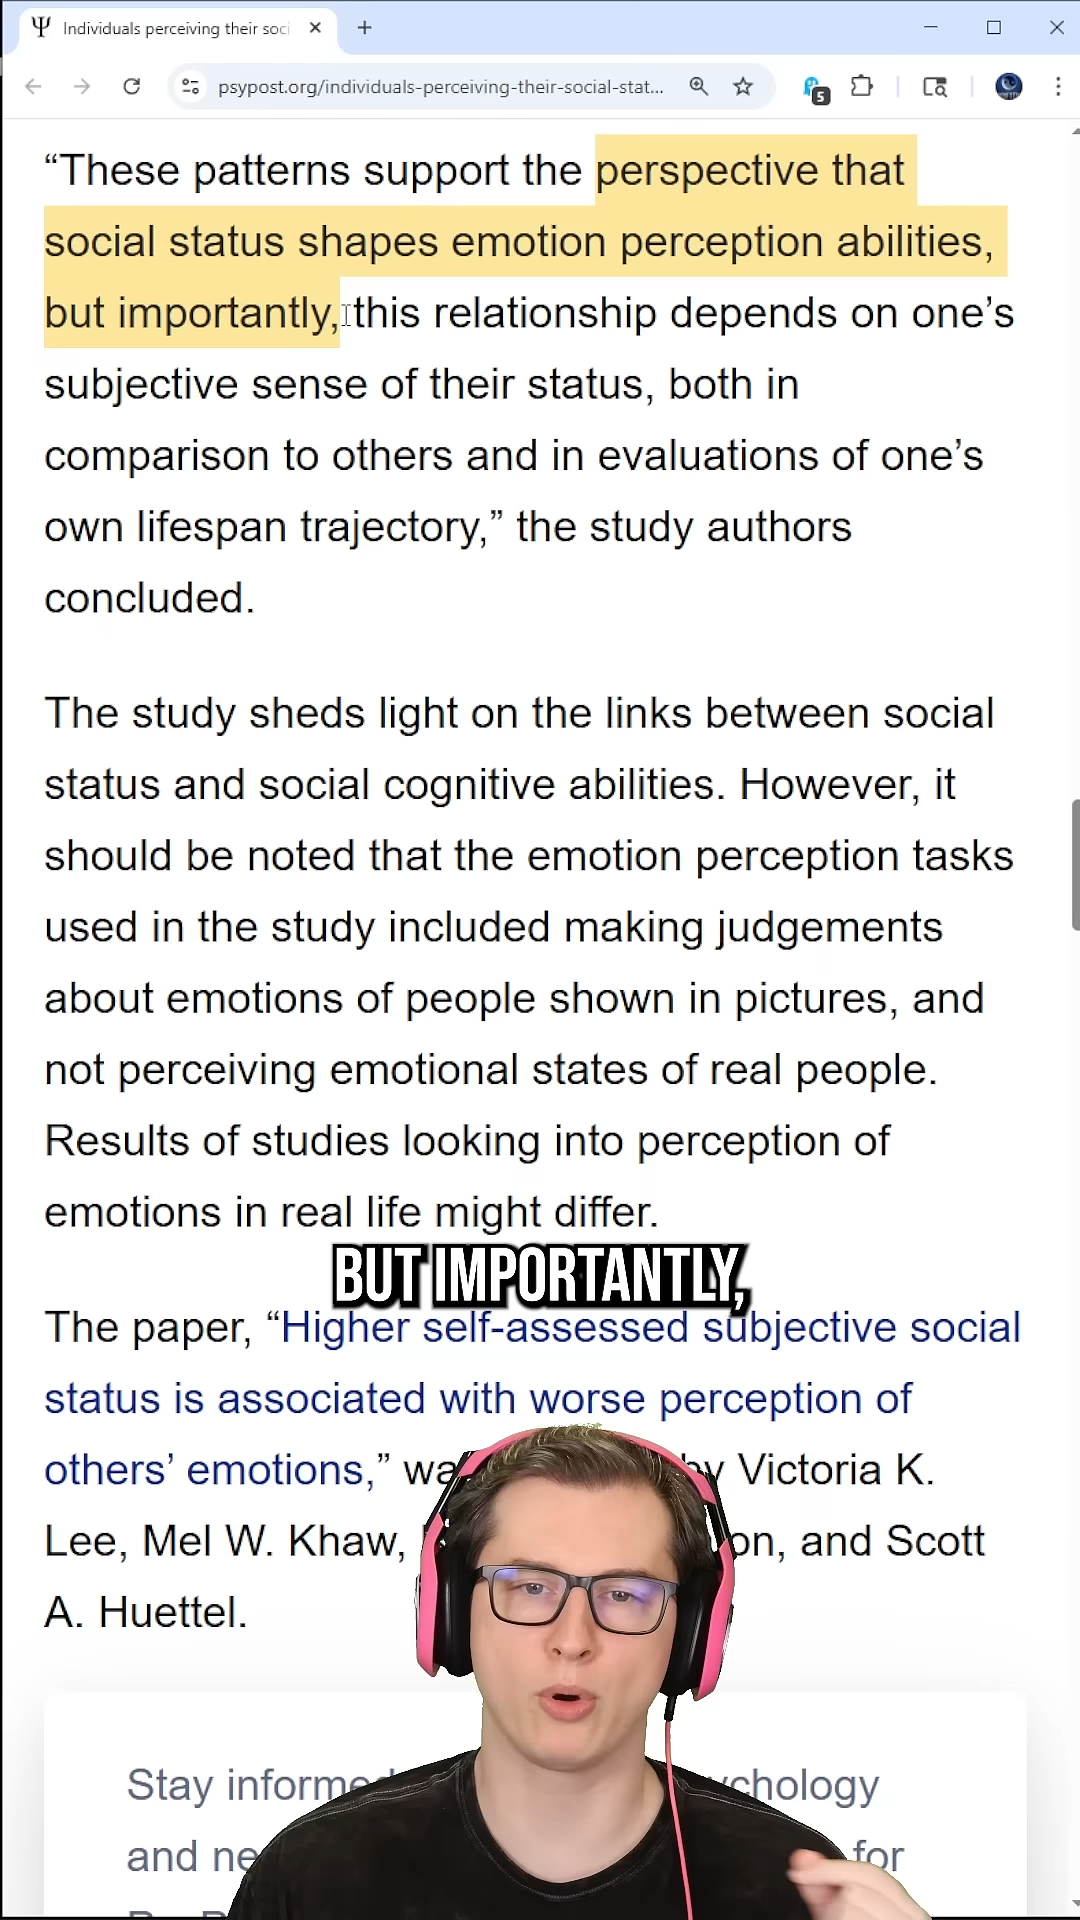 Individuals perceiving their soci
psypost.org/individuals-perceiving-their-social-stat...
5
“These patterns support the perspective that
social status shapes emotion perception abilities,
but importantly, this relationship depends on one’s
subjective sense of their status, both in
comparison to others and in evaluations of one’s
own lifespan trajectory,” the study authors
concluded.
The study sheds light on the links between social
status and social cognitive abilities. However, it
should be noted that the emotion perception tasks
used in the study included making judgements
about emotions of people shown in pictures, and
not perceiving emotional states of real people.
Results of studies looking into perception of
emotions in real life might differ.
BUT IMPORTANTLY,
The paper, “Higher self-assessed subjective social
status is associated with worse perception of
others’ emotions,” Victoria K.
Lee, Mel W. Khaw, and Scott
A. Huettel.
Stay
and for